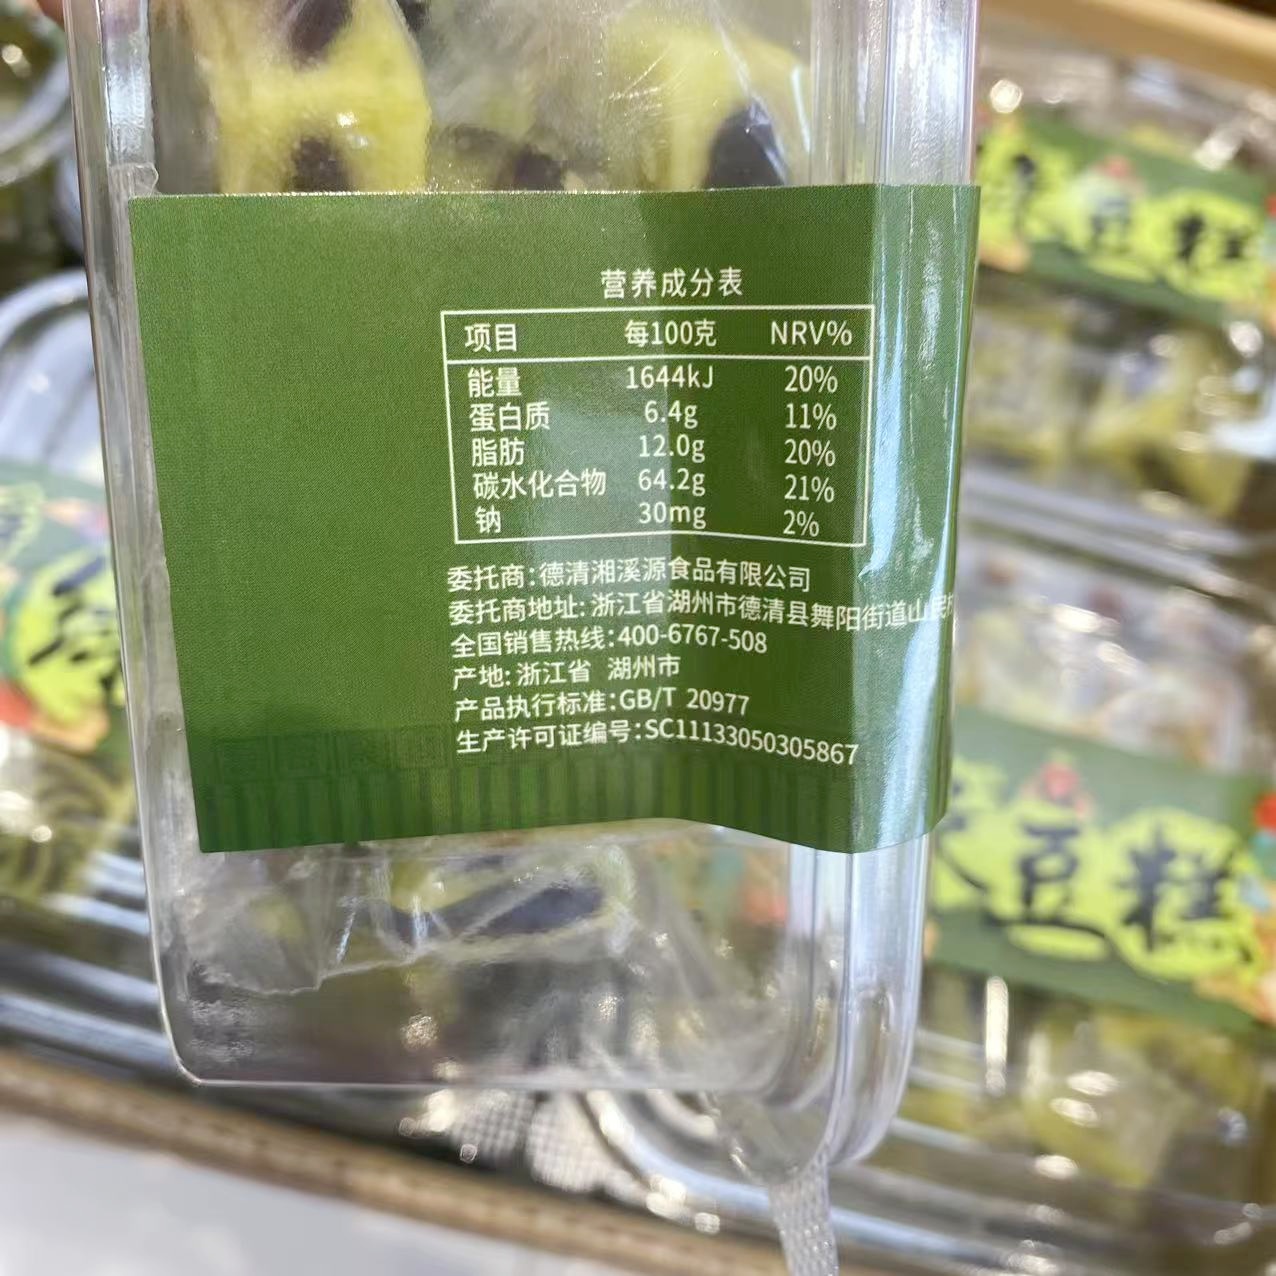 营养成分表
项目 每100克 NRV%
能量 1644kJ 20%
蛋白质 6.4g 11%
脂肪 12.0g 20%
碳水化合物 64.2g 21%
钠 30mg 2%
委托商：德清湘溪源食品有限公司
委托商地址：浙江省湖州市德清县舞阳街道山民
全国销售热线：400-6767-508
产地：浙江省 湖州市
产品执行标准：GB/T 20977
生产许可证编号：SC11133050305867
豆糕
豆糕